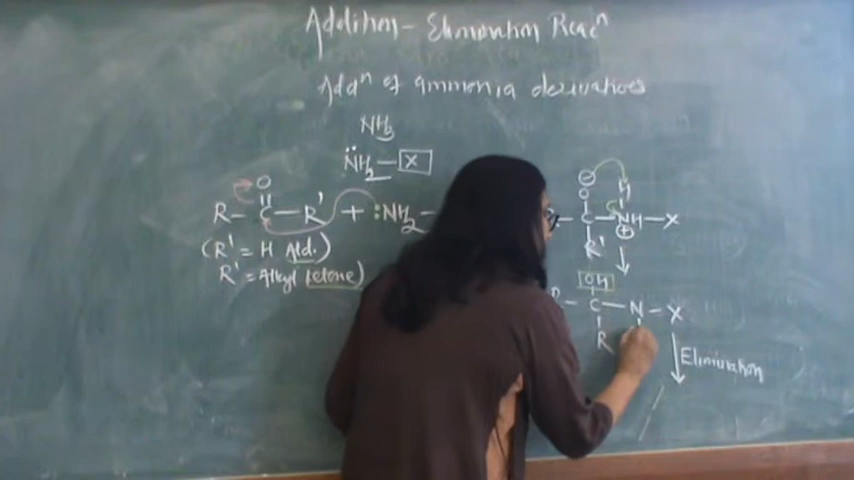 Addition - Elimination Reacⁿ
Addⁿ of ammonia derivatives
NH3
NH2 - X
O
R - C - R' + :NH2
(R' = H Ald.)
R' = Alkyl ketone)
⊖ H
O
C - NH - X
⊕
R'
OH
C - N - X
R
Elimination